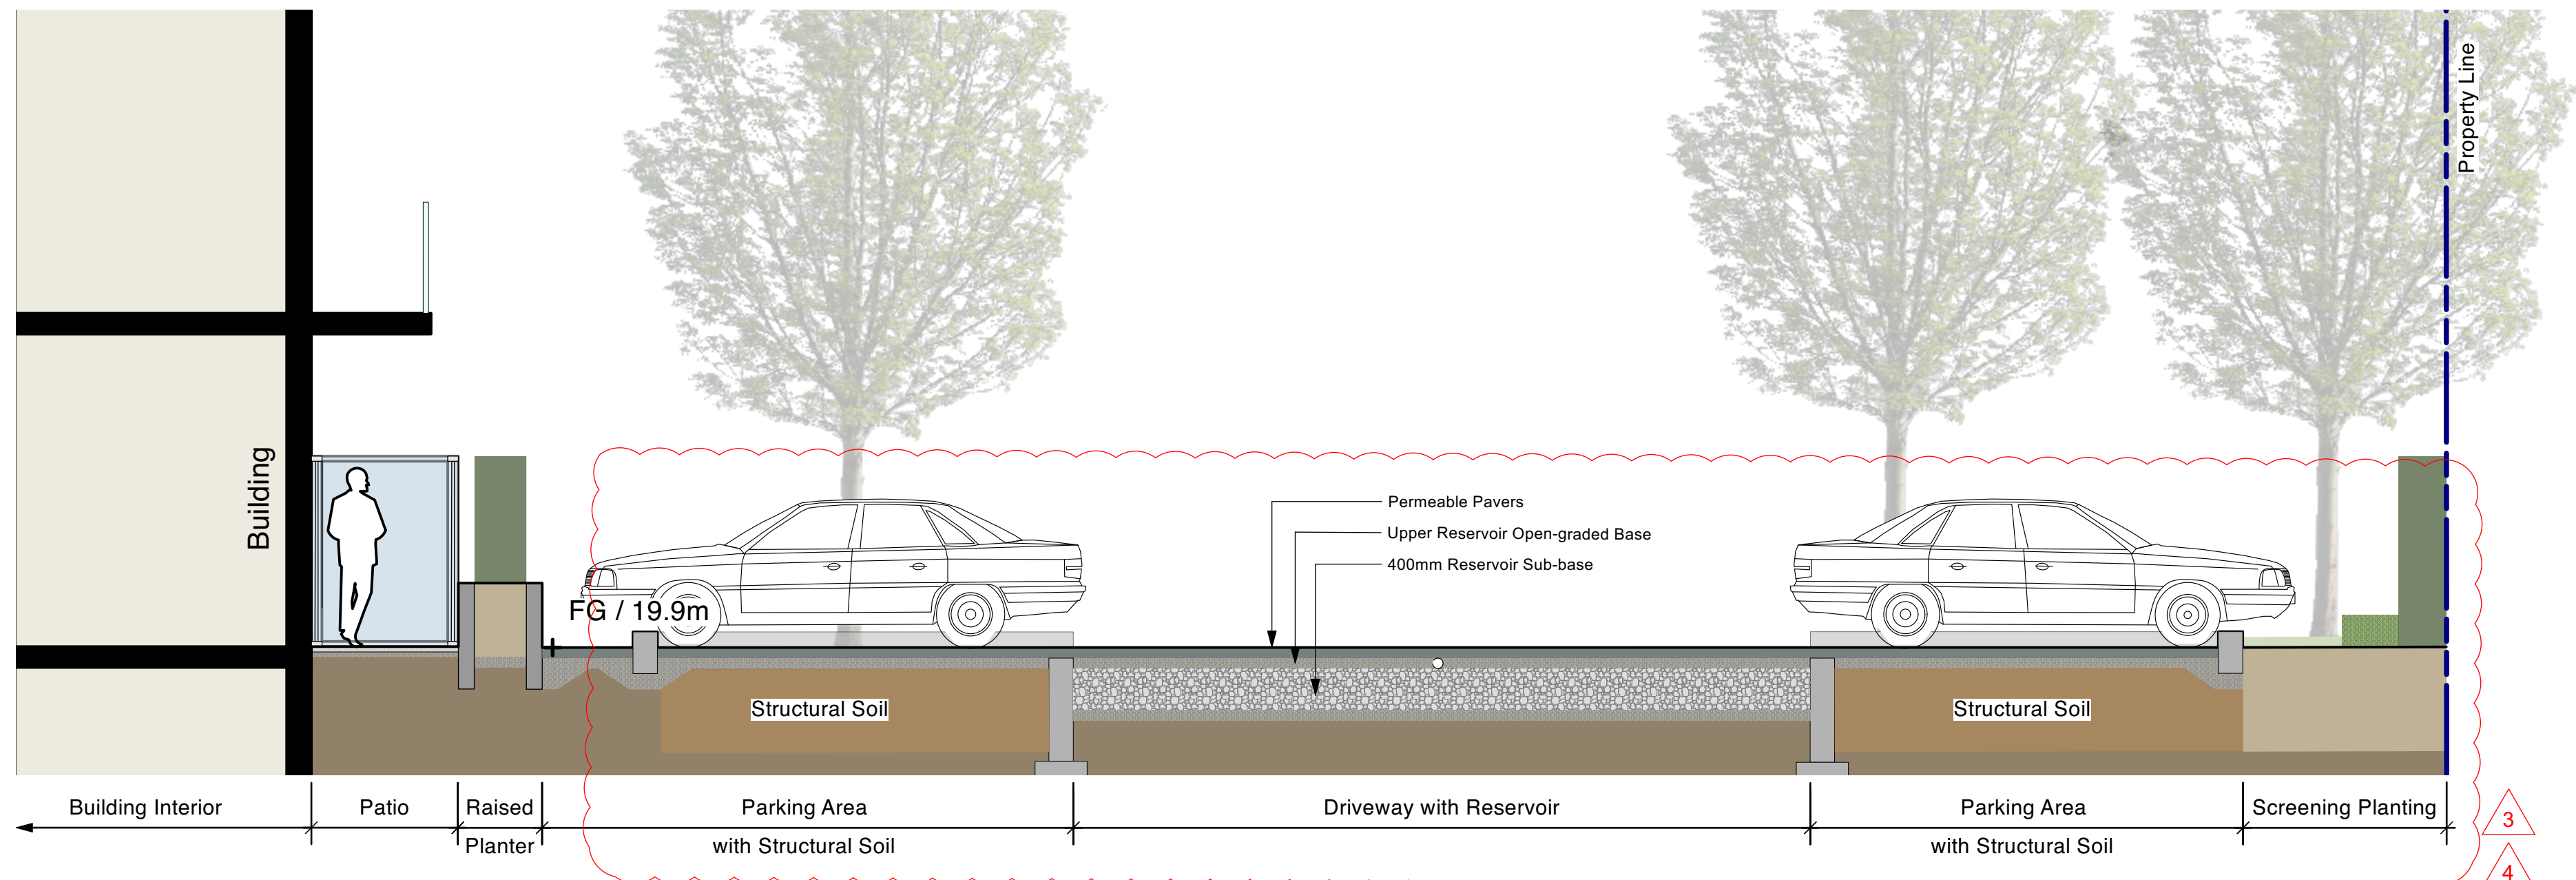 Property Line
Building
Permeable Pavers
Upper Reservoir Open-graded Base
400mm Reservoir Sub-base
FG / 19.9m
Structural Soil
Structural Soil
Building Interior
Patio
Raised
Planter
Parking Area
with Structural Soil
Driveway with Reservoir
Parking Area
with Structural Soil
Screening Planting
3
4